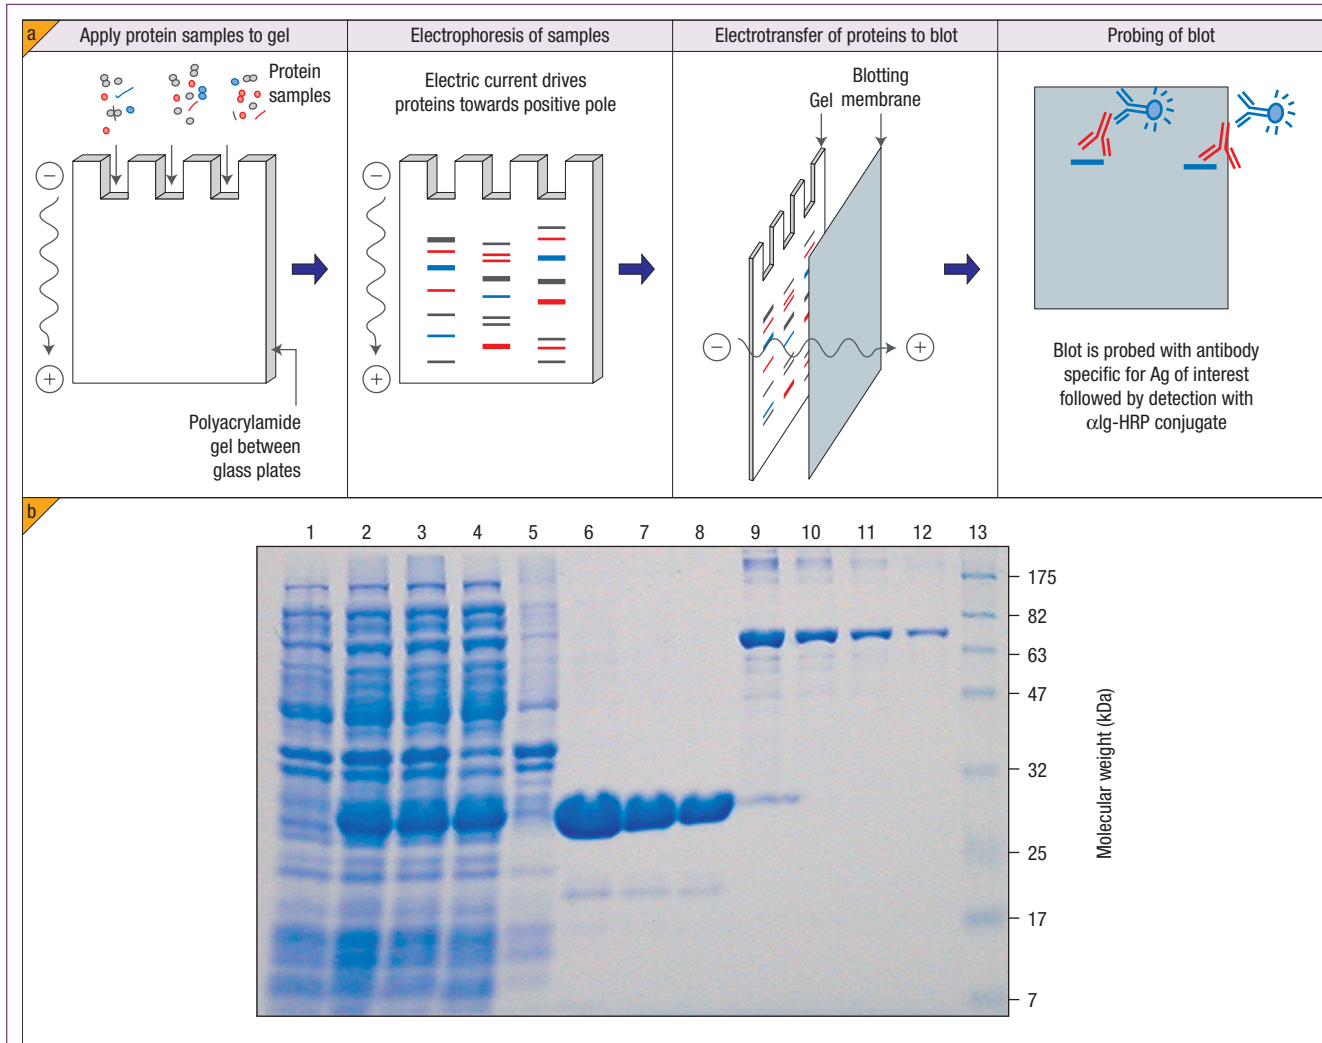 a
Apply protein samples to gel
Electrophoresis of samples
Electrotransfer of proteins to blot
Probing of blot
Protein
samples
−
+
Polyacrylamide
gel between
glass plates
Electric current drives
proteins towards positive pole
−
+
Blotting
membrane
Gel
−
+
Blot is probed with antibody
specific for Ag of interest
followed by detection with
αIg-HRP conjugate
b
1 2 3 4 5 6 7 8 9 10 11 12 13
175
82
63
47
32
25
17
7
Molecular weight (kDa)